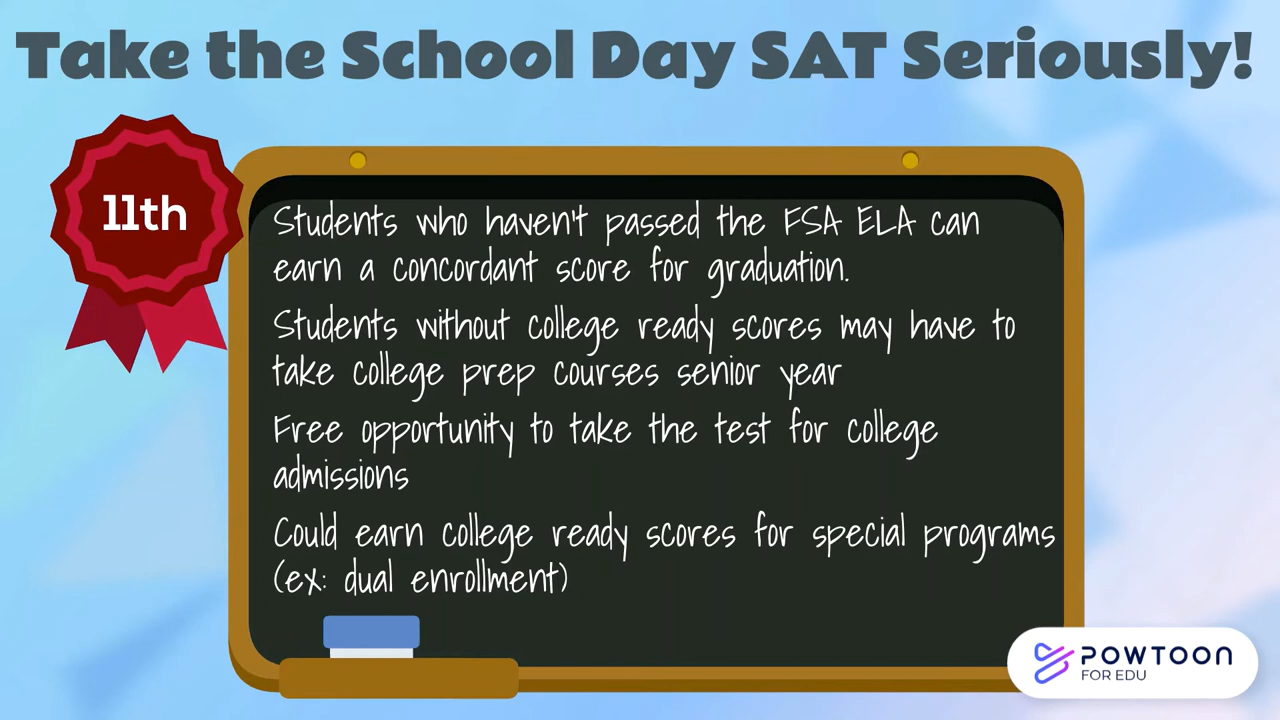 Take the School Day SAT Seriously!
11th
Students who haven't passed the FSA ELA can
earn a concordant score for graduation.
Students without college ready scores may have to
take college prep courses senior year
Free opportunity to take the test for college
admissions
Could earn college ready scores for special programs
(ex: dual enrollment)
POWTOON
FOR EDU